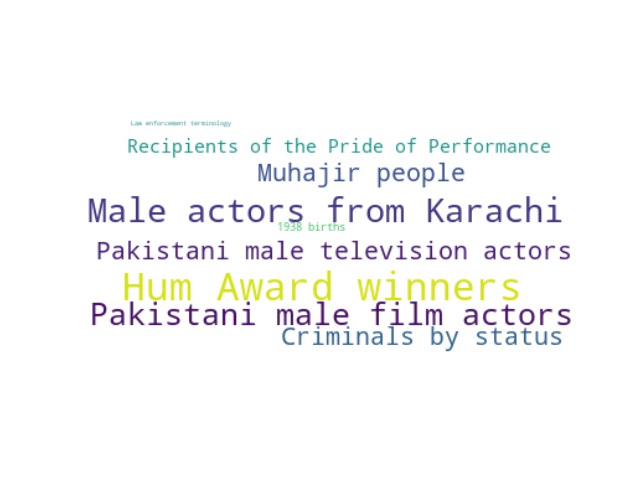 Law enforcement terminology
Recipients of the Pride of Performance
Muhajir people
Male actors from Karachi
1938 births
Pakistani male television actors
Hum Award winners
Pakistani male film actors
Criminals by status